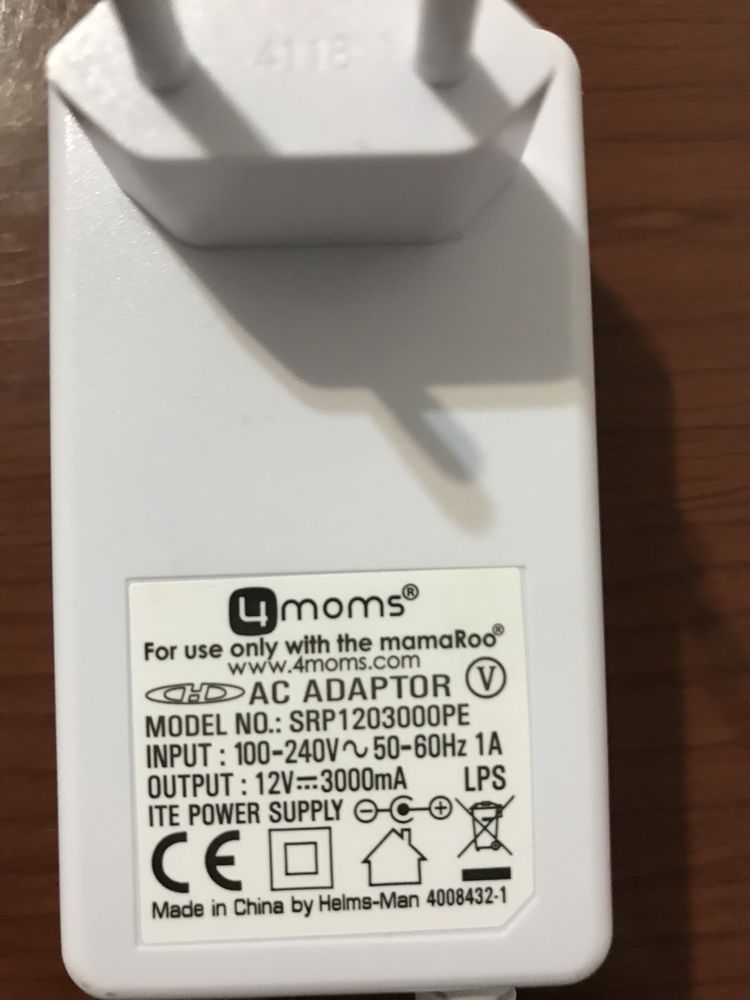 4moms®
For use only with the mamaRoo®
www.4moms.com
CHD AC ADAPTOR V
MODEL NO.: SRP1203000PE
INPUT : 100-240V~50-60Hz 1A
OUTPUT : 12V⎓3000mA LPS
ITE POWER SUPPLY - +
CE
Made in China by Helms-Man 4008432-1